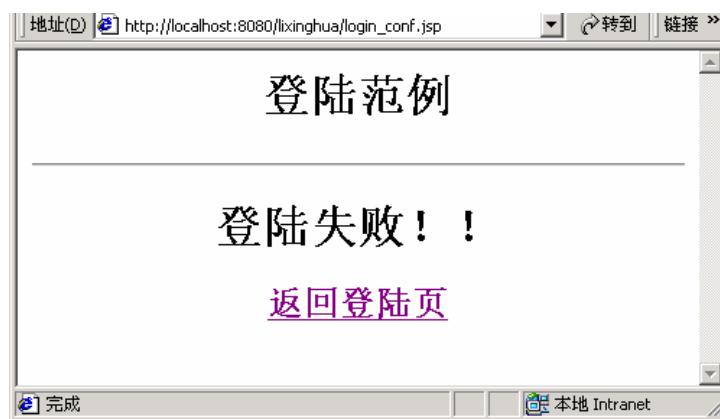 地址(D) http://localhost:8080/lixinghua/login_conf.jsp 转到 链接 »
登陆范例
登陆失败！！
返回登陆页
完成 本地 Intranet